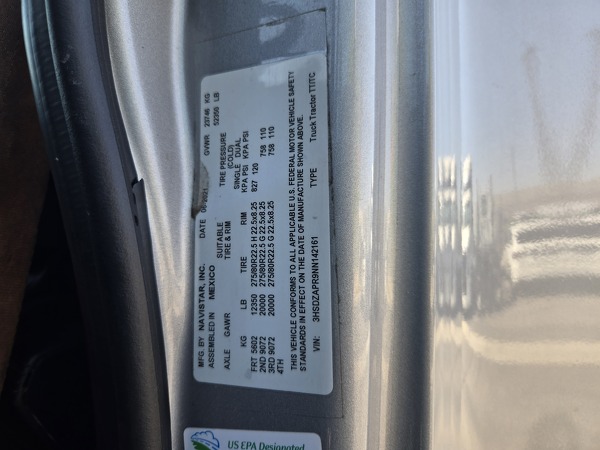 MFG. BY NAVISTAR, INC. DATE 06/2021 GVWR 23746 KG
ASSEMBLED IN MEXICO 52350 LB
SUITABLE TIRE PRESSURE
TIRE & RIM (COLD)
AXLE GAWR SINGLE DUAL
KG LB TIRE RIM KPA PSI KPA PSI
FRT 5602 12350 275/80R22.5 H 22.5x8.25 827 120
2ND 9072 20000 275/80R22.5 G 22.5x8.25 758 110
3RD 9072 20000 275/80R22.5 G 22.5x8.25 758 110
4TH
THIS VEHICLE CONFORMS TO ALL APPLICABLE U.S. FEDERAL MOTOR VEHICLE SAFETY
STANDARDS IN EFFECT ON THE DATE OF MANUFACTURE SHOWN ABOVE.
VIN: 3HSDZAPR9NN142161 TYPE Truck Tractor TT/TC
US EPA Designated